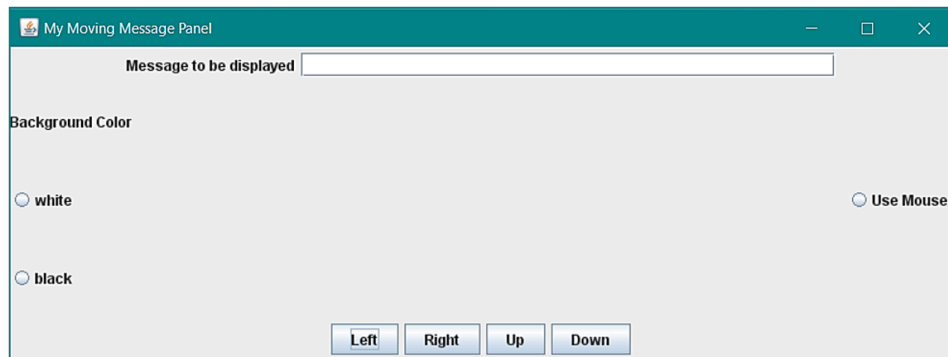 My Moving Message Panel
Message to be displayed
Background Color
white Use Mouse
black
Left Right Up Down